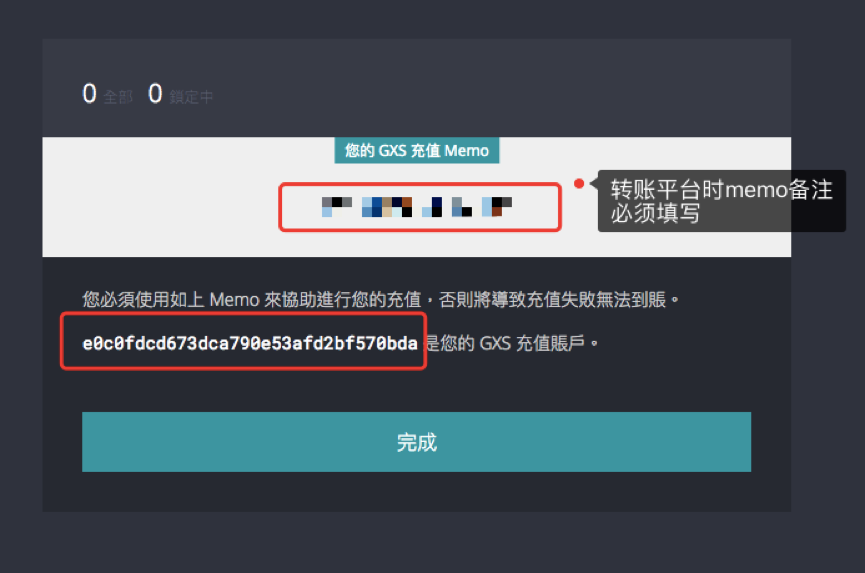 0 全部 0 鎖定中
您的 GXS 充值 Memo
转账平台时memo备注
必须填写
您必須使用如上 Memo 來協助進行您的充值，否則將導致充值失敗無法到賬。
e0c0fdcd673dca790e53afd2bf570bda 是您的 GXS 充值賬戶。
完成